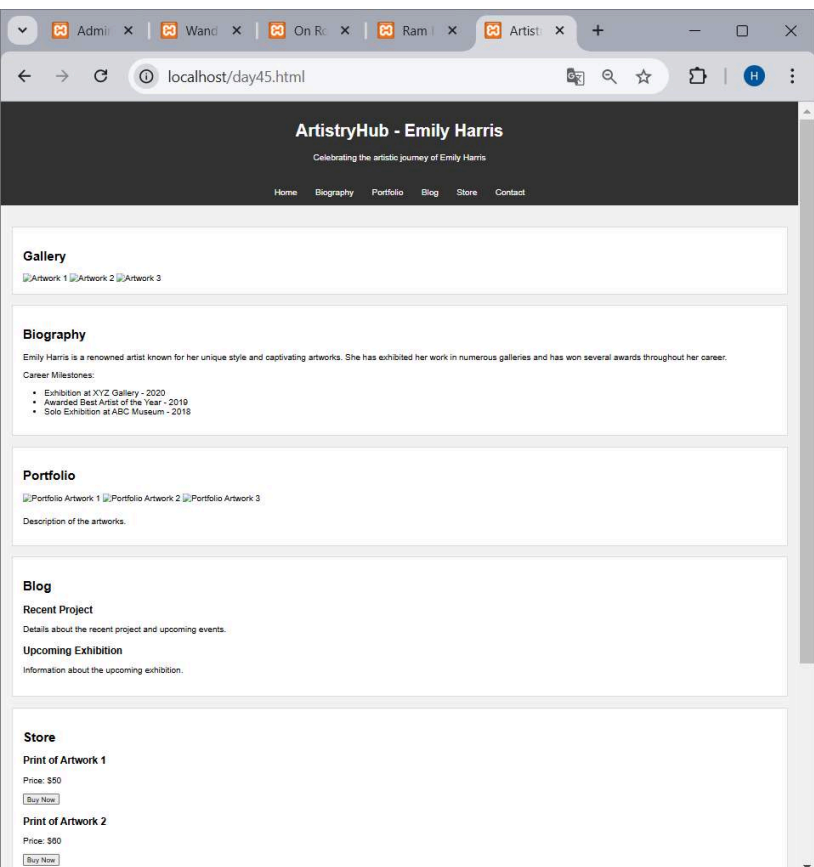 Admi
Wand
On Ro
Ram
Artist
localhost/day45.html
H
ArtistryHub - Emily Harris
Celebrating the artistic journey of Emily Harris
Home Biography Portfolio Blog Store Contact
Gallery
Artwork 1 Artwork 2 Artwork 3
Biography
Emily Harris is a renowned artist known for her unique style and captivating artworks. She has exhibited her work in numerous galleries and has won several awards throughout her career.
Career Milestones:
• Exhibition at XYZ Gallery - 2020
• Awarded Best Artist of the Year - 2019
• Solo Exhibition at ABC Museum - 2018
Portfolio
Portfolio Artwork 1 Portfolio Artwork 2 Portfolio Artwork 3
Description of the artworks.
Blog
Recent Project
Details about the recent project and upcoming events.
Upcoming Exhibition
Information about the upcoming exhibition.
Store
Print of Artwork 1
Price: $50
Buy Now
Print of Artwork 2
Price: $60
Buy Now